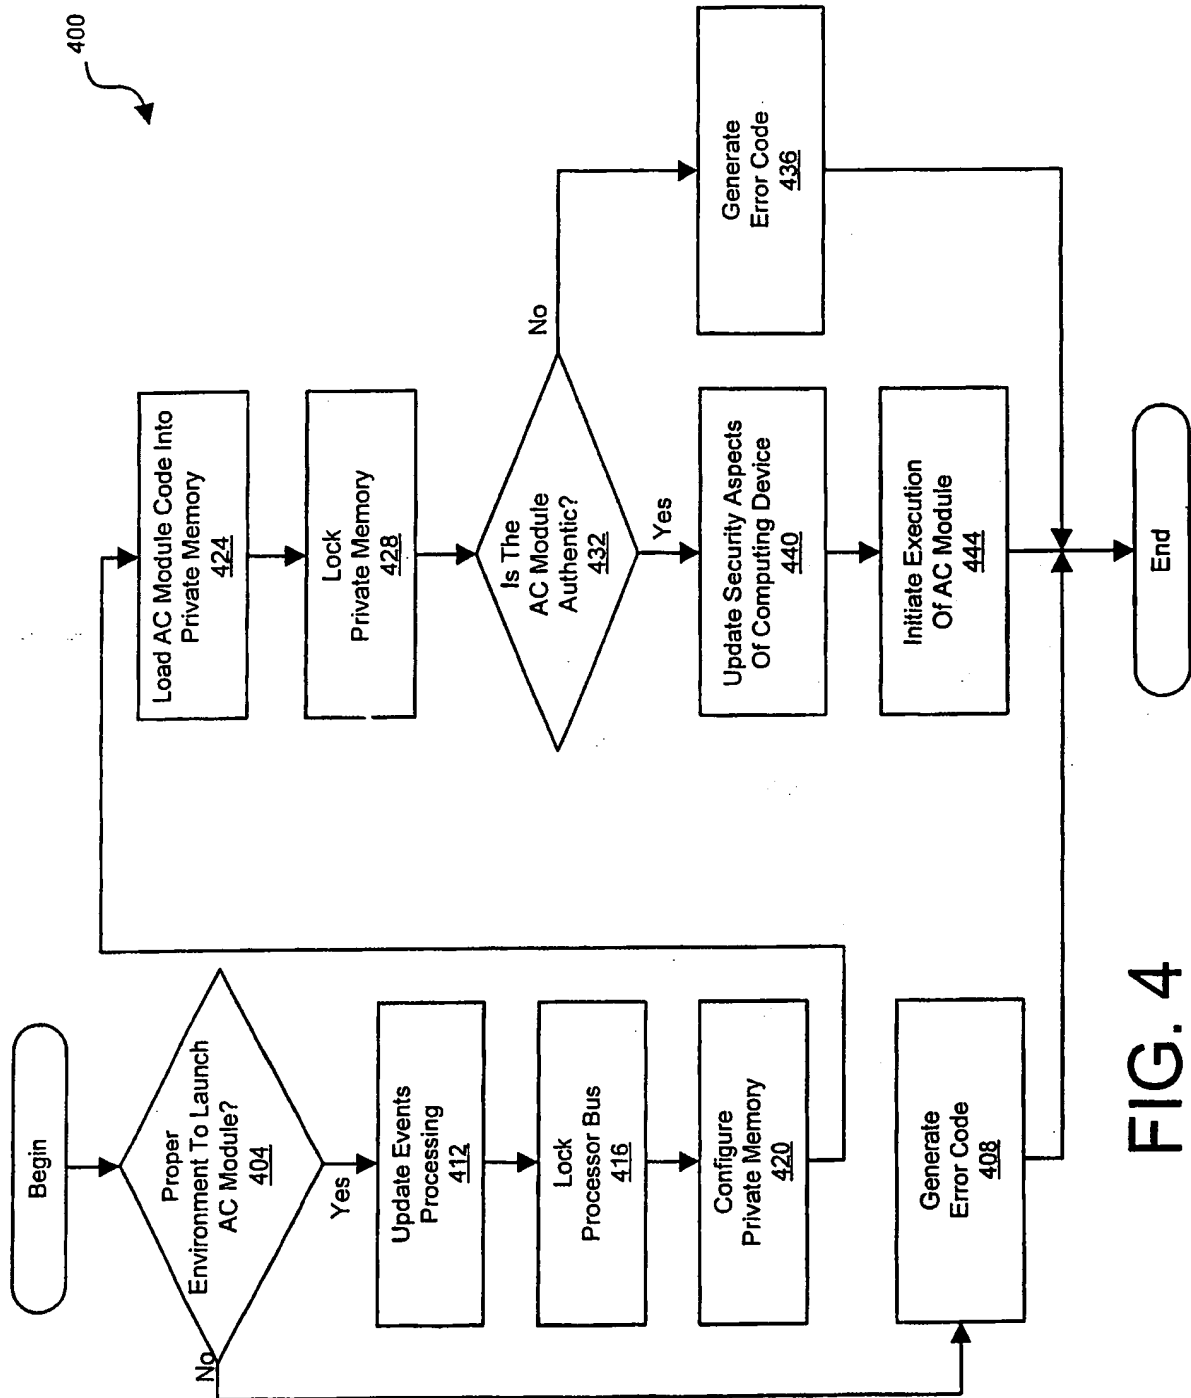 400
Begin
Proper
Environment To Launch
AC Module?
404
No
Yes
Update Events
Processing
412
Lock
Processor Bus
416
Configure
Private Memory
420
Generate
Error Code
408
Load AC Module Code Into
Private Memory
424
Lock
Private Memory
428
Is The
AC Module
Authentic?
432
No
Yes
Generate
Error Code
436
Update Security Aspects
Of Computing Device
440
Initiate Execution
Of AC Module
444
End
FIG. 4